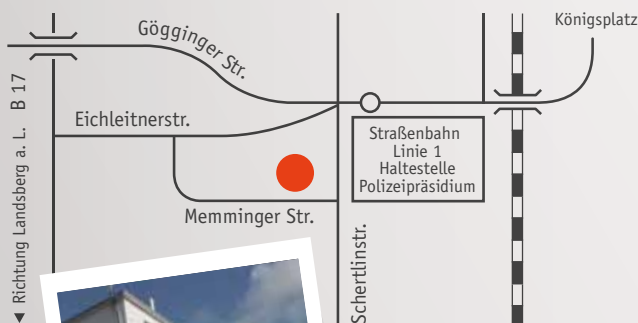 Königsplatz
Gögginger Str.
Eichleitnerstr.
Straßenbahn
Linie 1
Haltestelle
Polizeipräsidium
Memminger Str.
Schertlinstr.
◄ Richtung Landsberg a. L. B 17